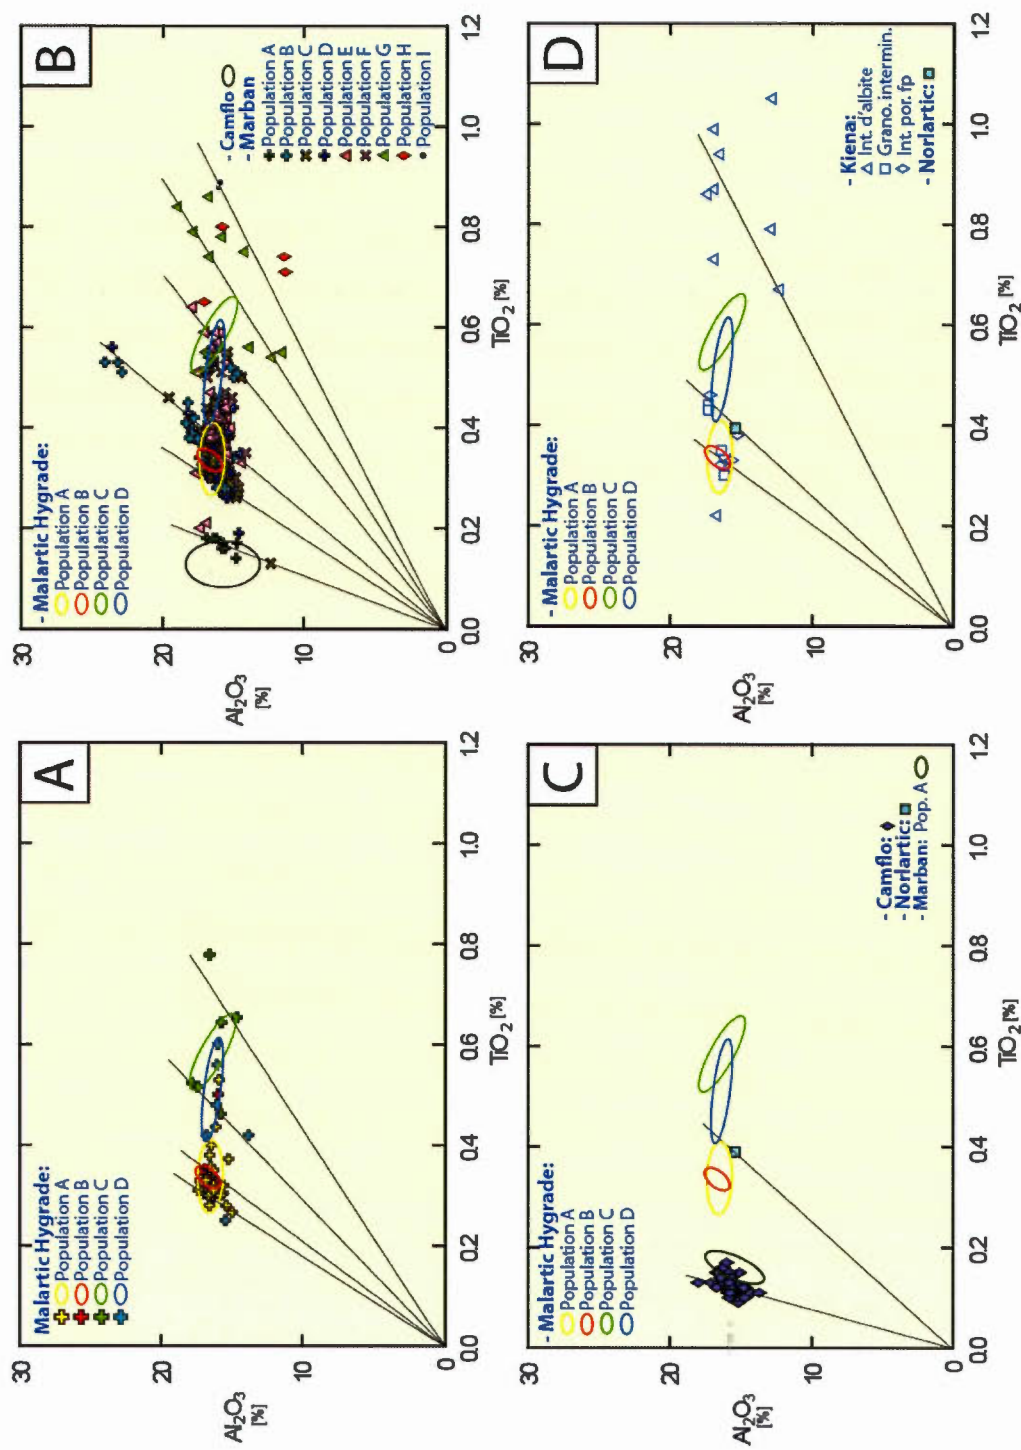 A
Malartic Hygrade:
Population A
Population B
Population C
Population D
30
20
10
0
Al₂O₃
[%]
0.0
0.2
0.4
0.6
0.8
1.0
1.2
TiO₂ [%]
B
- Malartic Hygrade:
Population A
Population B
Population C
Population D
- Camflo
- Marban
Population A
Population B
Population C
Population D
Population E
Population F
Population G
Population H
Population I
30
20
10
0
Al₂O₃
[%]
0.0
0.2
0.4
0.6
0.8
1.0
1.2
TiO₂ [%]
C
- Malartic Hygrade:
Population A
Population B
Population C
Population D
- Camflo:
- Norlartic:
- Marban: Pop. A
30
20
10
0
Al₂O₃
[%]
0.0
0.2
0.4
0.6
0.8
1.0
1.2
TiO₂ [%]
D
- Malartic Hygrade:
Population A
Population B
Population C
Population D
- Kiena:
Int. d'albite
Grano. intermin.
Int. por. fp
- Norlartic:
30
20
10
0
Al₂O₃
[%]
0.0
0.2
0.4
0.6
0.8
1.0
1.2
TiO₂ [%]